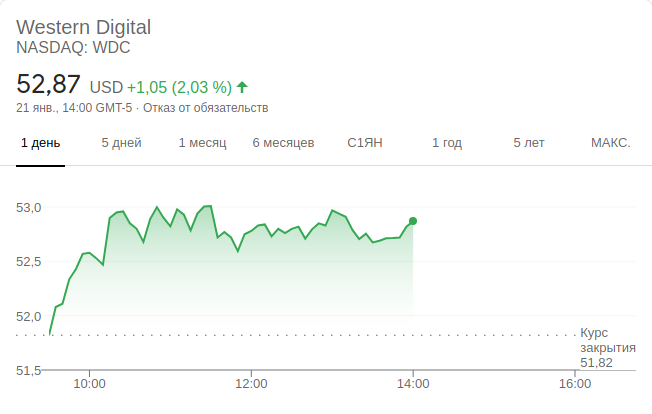 Western Digital
NASDAQ: WDC
52,87 USD +1,05 (2,03 %)
21 янв., 14:00 GMT-5 · Отказ от обязательств
1 день 5 дней 1 месяц 6 месяцев С1ЯН 1 год 5 лет МАКС.
53,0
52,5
52,0
Курс
закрытия
51,82
51,5
10:00 12:00 14:00 16:00